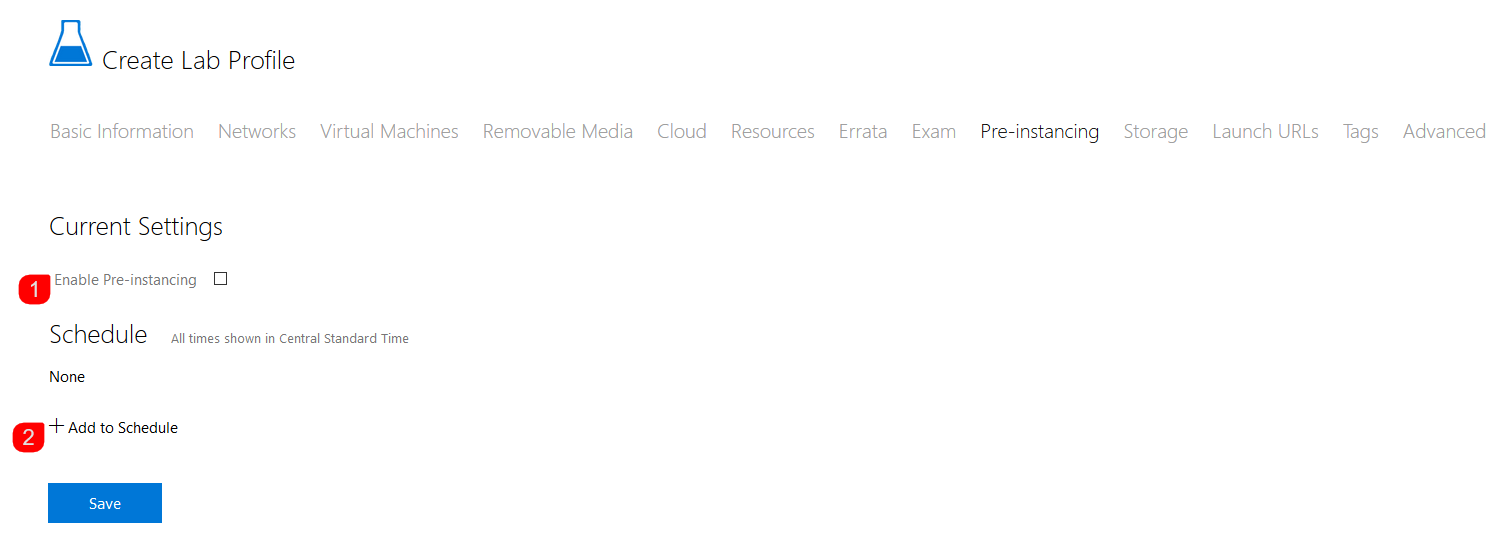 Create Lab Profile
Basic Information Networks Virtual Machines Removable Media Cloud Resources Errata Exam Pre-instancing Storage Launch URLs Tags Advanced
Current Settings
1 Enable Pre-instancing
Schedule All times shown in Central Standard Time
None
2 + Add to Schedule
Save